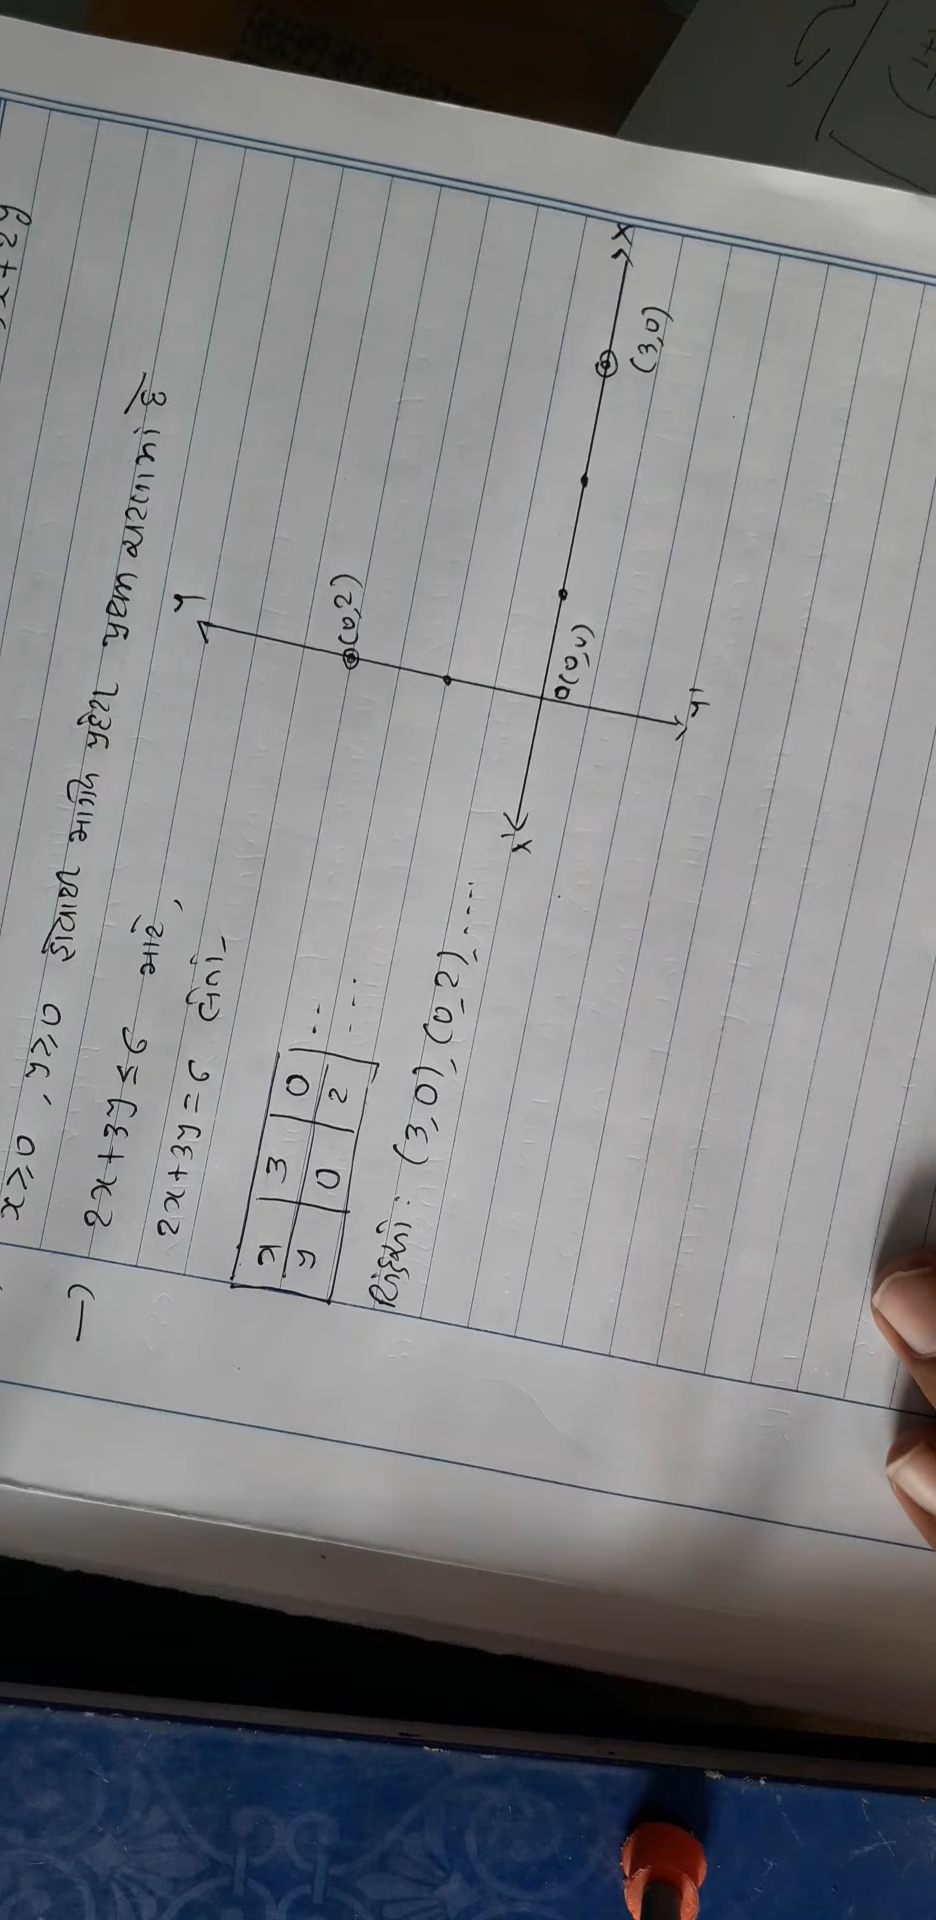 x + 2y
x ≥ 0 , y ≥ 0 હોવાથી માગેલ પ્રદેશ પ્રથમ ચરણમાં છે
→ 2x + 3y ≤ 6 માટે,
2x + 3y = 6 લેતાં,
x | 3 | 0 | ...
y | 0 | 2 | ...
બિંદુઓ : (3,0), (0,2), ....
Y
(0,2)
X'
O(0,0)
(3,0)
X
Y'